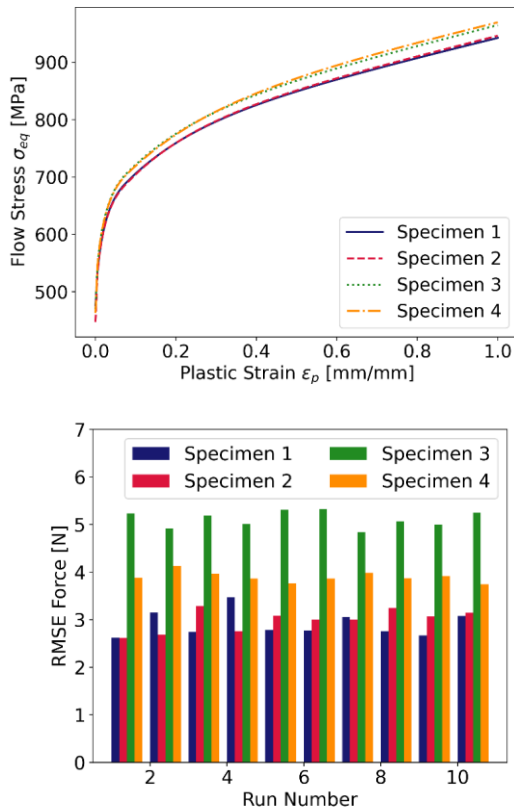 900
800
700
600
500
Flow Stress σ_eq [MPa]
Specimen 1
Specimen 2
Specimen 3
Specimen 4
0.0 0.2 0.4 0.6 0.8 1.0
Plastic Strain ε_p [mm/mm]
7
6
5
4
3
2
1
0
RMSE Force [N]
Specimen 1 Specimen 3
Specimen 2 Specimen 4
2 4 6 8 10
Run Number